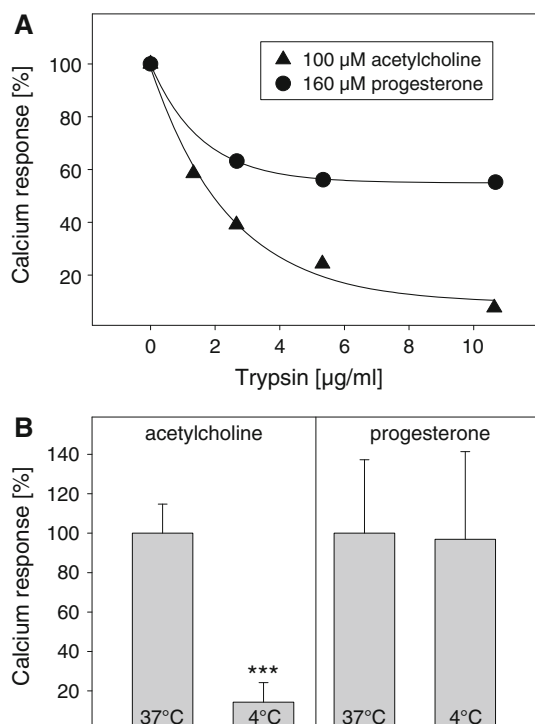 A
Calcium response [%]
100
80
60
40
20
100 µM acetylcholine
160 µM progesterone
0 2 4 6 8 10
Trypsin [µg/ml]
B
Calcium response [%]
acetylcholine progesterone
140
120
100
80
60
40
20
***
37°C 4°C 37°C 4°C